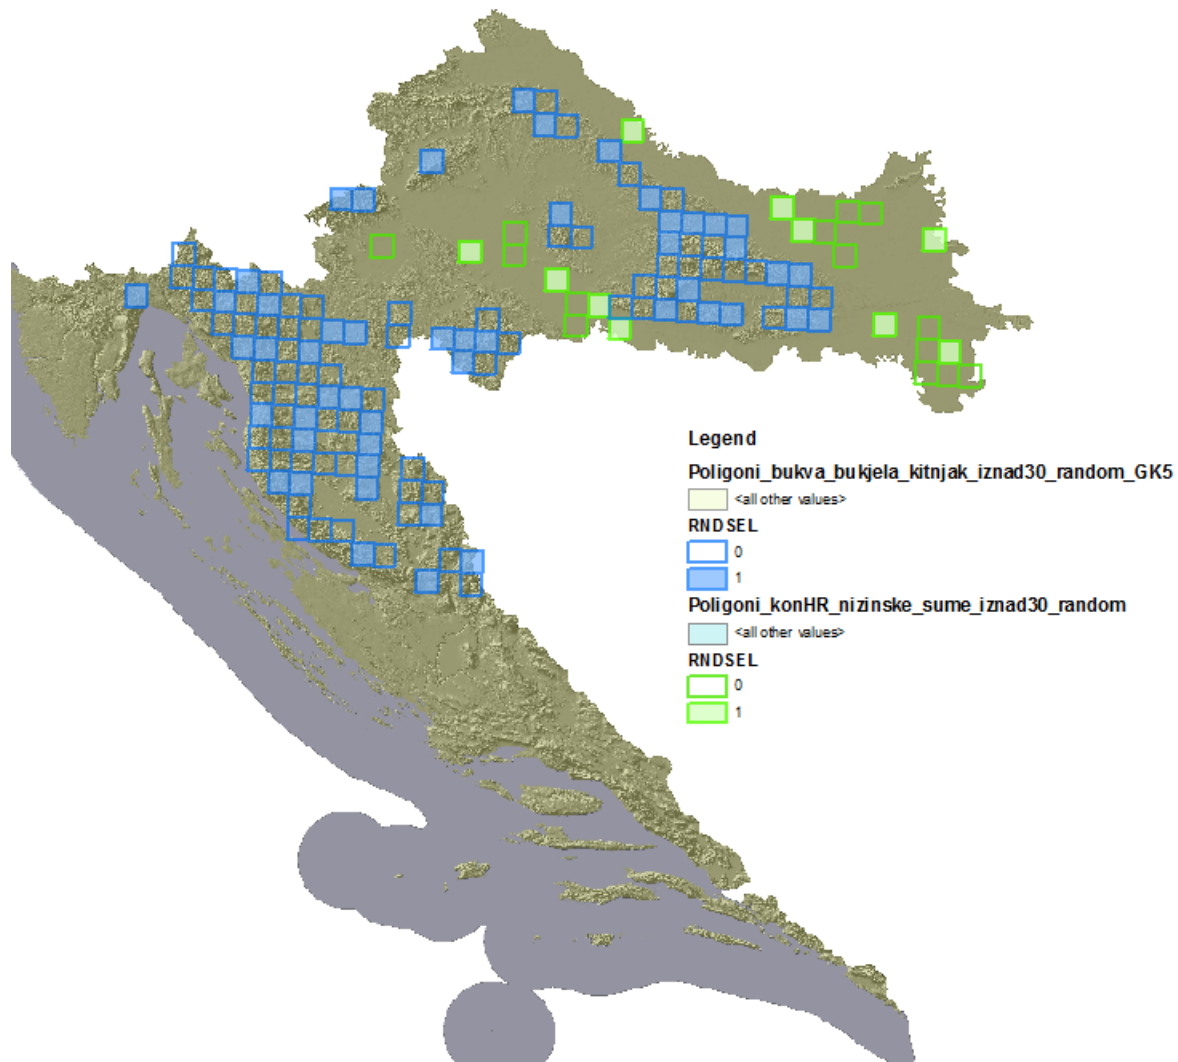 Legend
Poligoni_bukva_bukjela_kitnjak_iznad30_random_GK5
<all other values>
RNDSEL
0
1
Poligoni_konHR_nizinske_sume_iznad30_random
<all other values>
RNDSEL
0
1